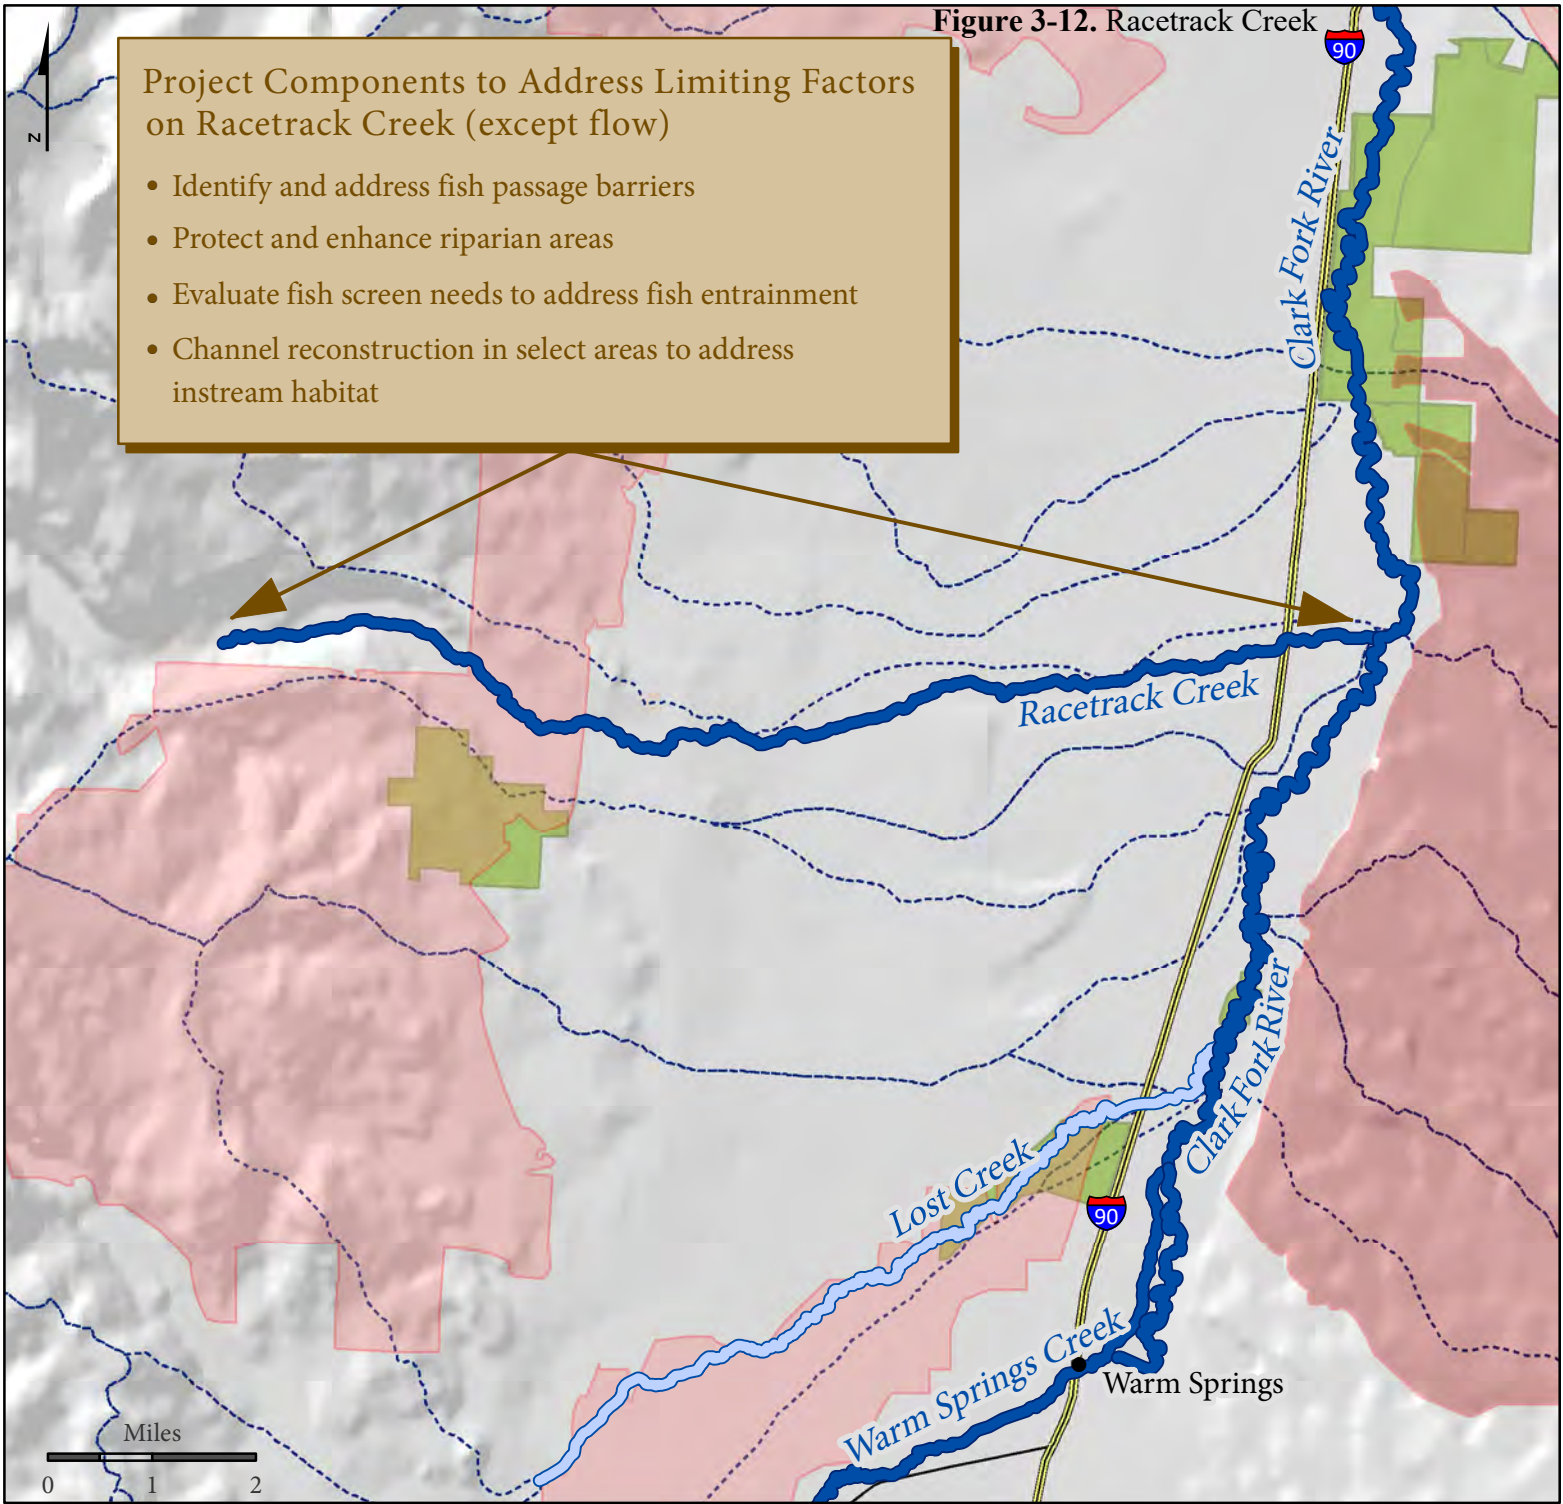 Figure 3-12. Racetrack Creek
90
N
Project Components to Address Limiting Factors
on Racetrack Creek (except flow)
• Identify and address fish passage barriers
• Protect and enhance riparian areas
• Evaluate fish screen needs to address fish entrainment
• Channel reconstruction in select areas to address
instream habitat
Clark Fork River
Racetrack Creek
Clark Fork River
Lost Creek
90
Warm Springs Creek
Warm Springs
Miles
0 1 2